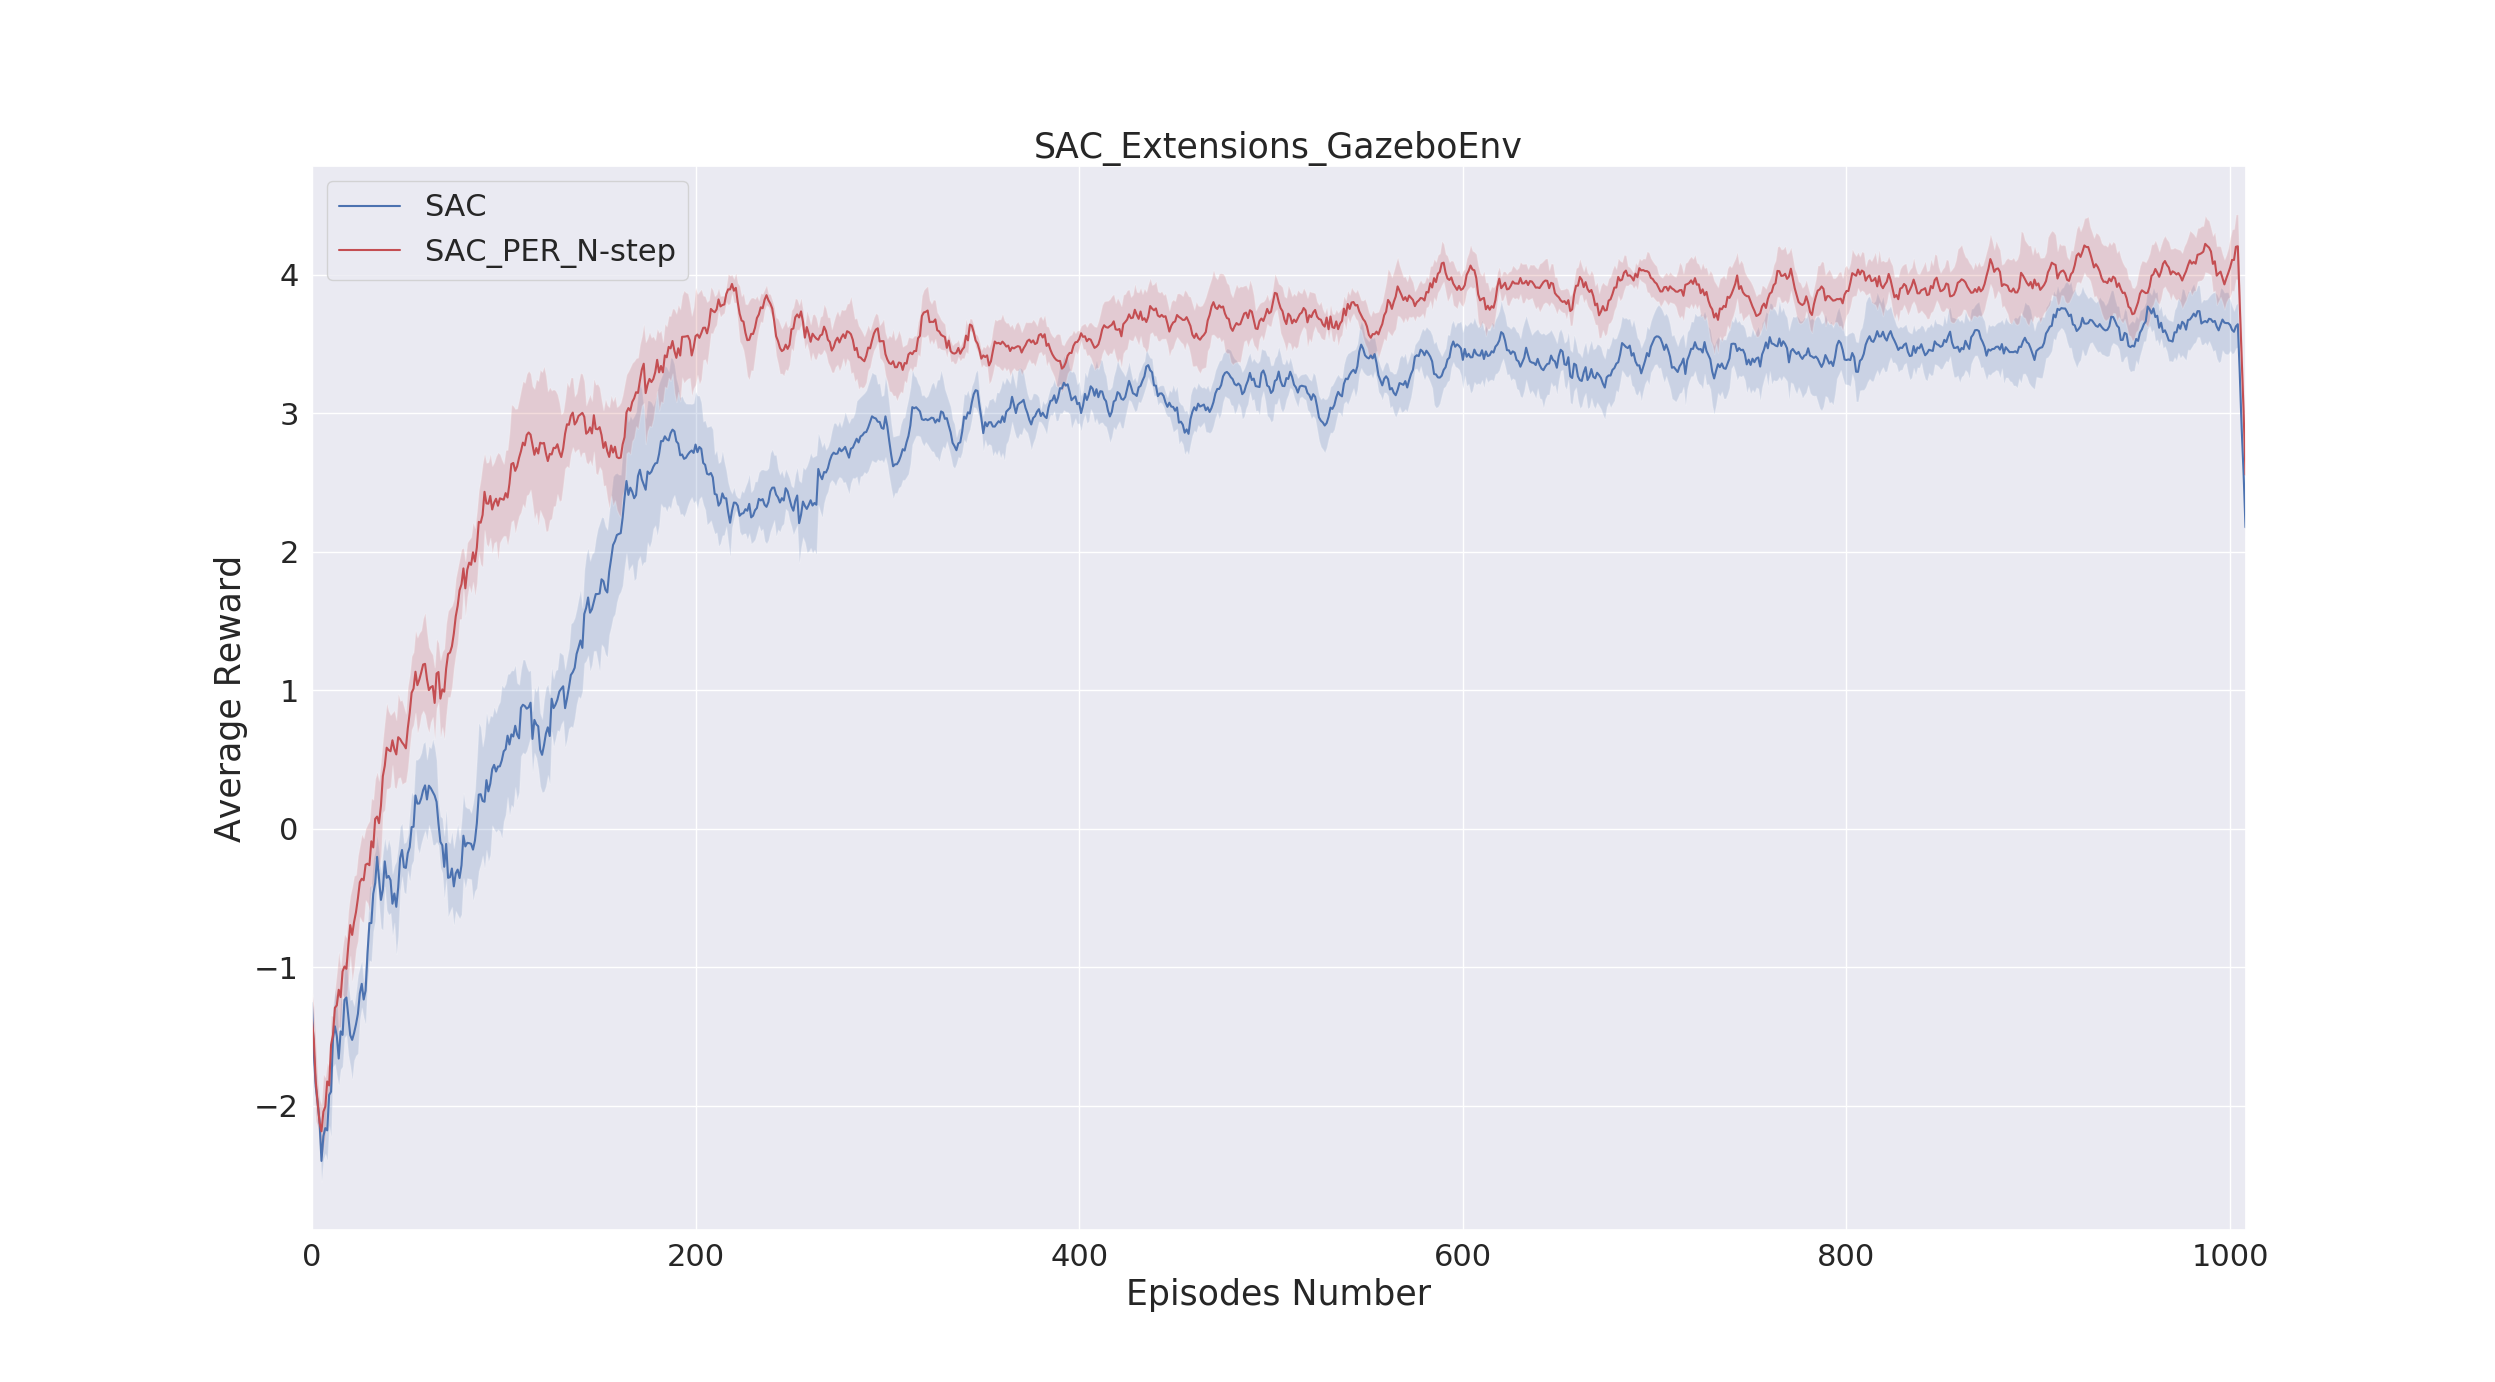 SAC_Extensions_GazeboEnv
SAC
SAC_PER_N-step
4
3
2
1
0
−1
−2
Average Reward
0 200 400 600 800 1000
Episodes Number